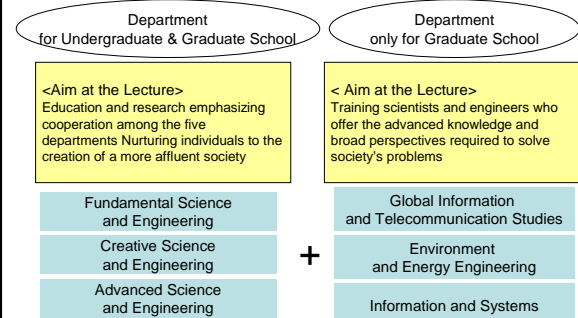 Department
for Undergraduate & Graduate School
<Aim at the Lecture>
Education and research emphasizing
cooperation among the five
departments Nurturing individuals to the
creation of a more affluent society
Fundamental Science
and Engineering
Creative Science
and Engineering
Advanced Science
and Engineering
+
Department
only for Graduate School
< Aim at the Lecture>
Training scientists and engineers who
offer the advanced knowledge and
broad perspectives required to solve
society's problems
Global Information
and Telecommunication Studies
Environment
and Energy Engineering
Information and Systems